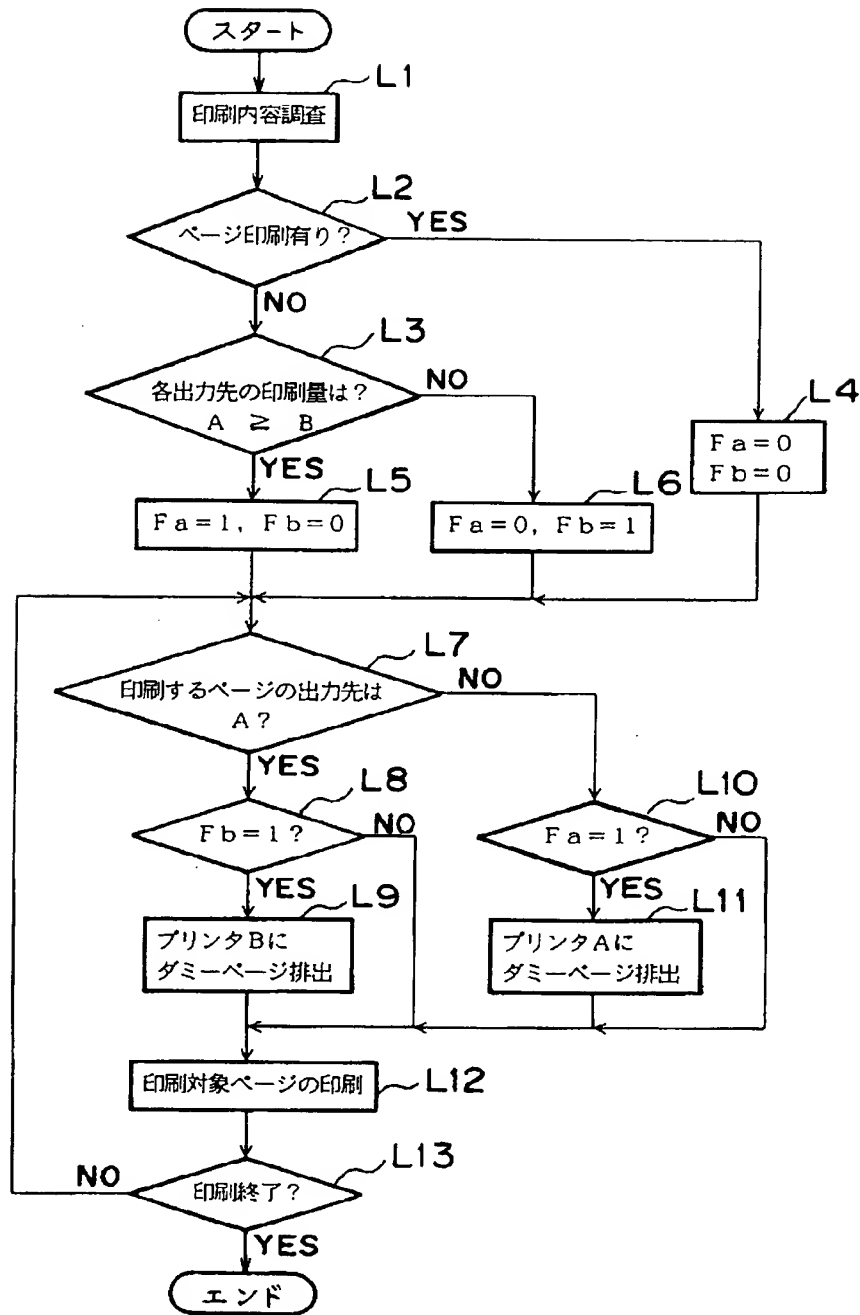 スタート
L1
印刷内容調査
L2
ページ印刷有り?
YES
NO
L3
各出力先の印刷量は?
A ≧ B
NO
YES
L4
Fa=0
Fb=0
L5
Fa=1, Fb=0
L6
Fa=0, Fb=1
L7
印刷するページの出力先は
A?
NO
YES
L8
Fb=1?
NO
YES
L10
Fa=1?
NO
YES
L9
プリンタBに
ダミーページ排出
L11
プリンタAに
ダミーページ排出
印刷対象ページの印刷
L12
L13
印刷終了?
NO
YES
エンド